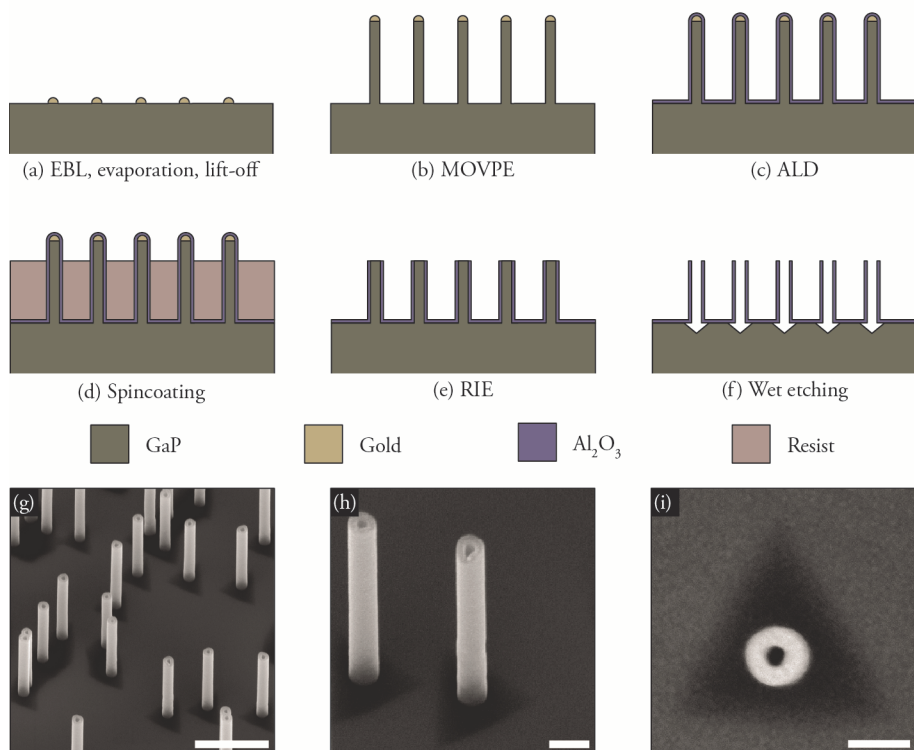 (a) EBL, evaporation, lift-off
(b) MOVPE
(c) ALD
(d) Spincoating
(e) RIE
(f) Wet etching
GaP
Gold
Al₂O₃
Resist
(g)
(h)
(i)